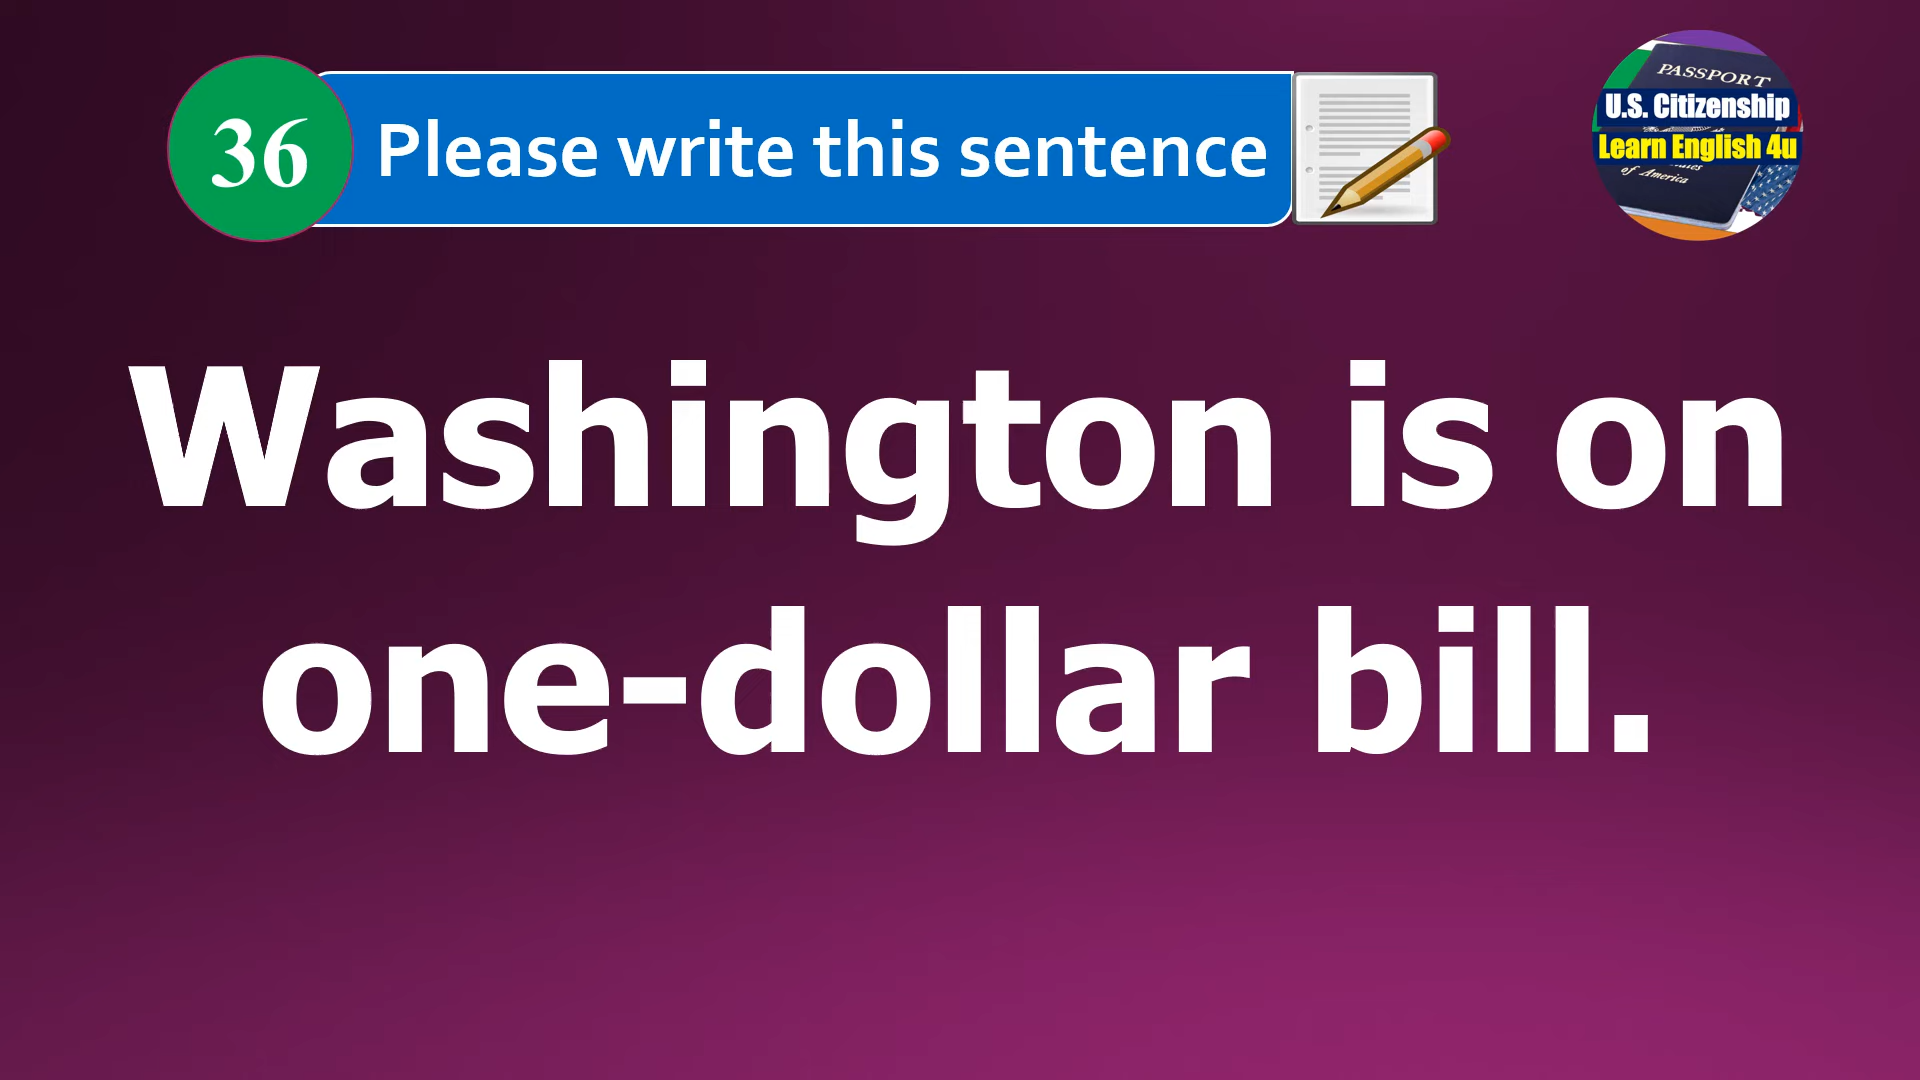 36
Please write this sentence
PASSPORT
U.S. Citizenship
Learn English 4u
of America
Washington is on
one-dollar bill.